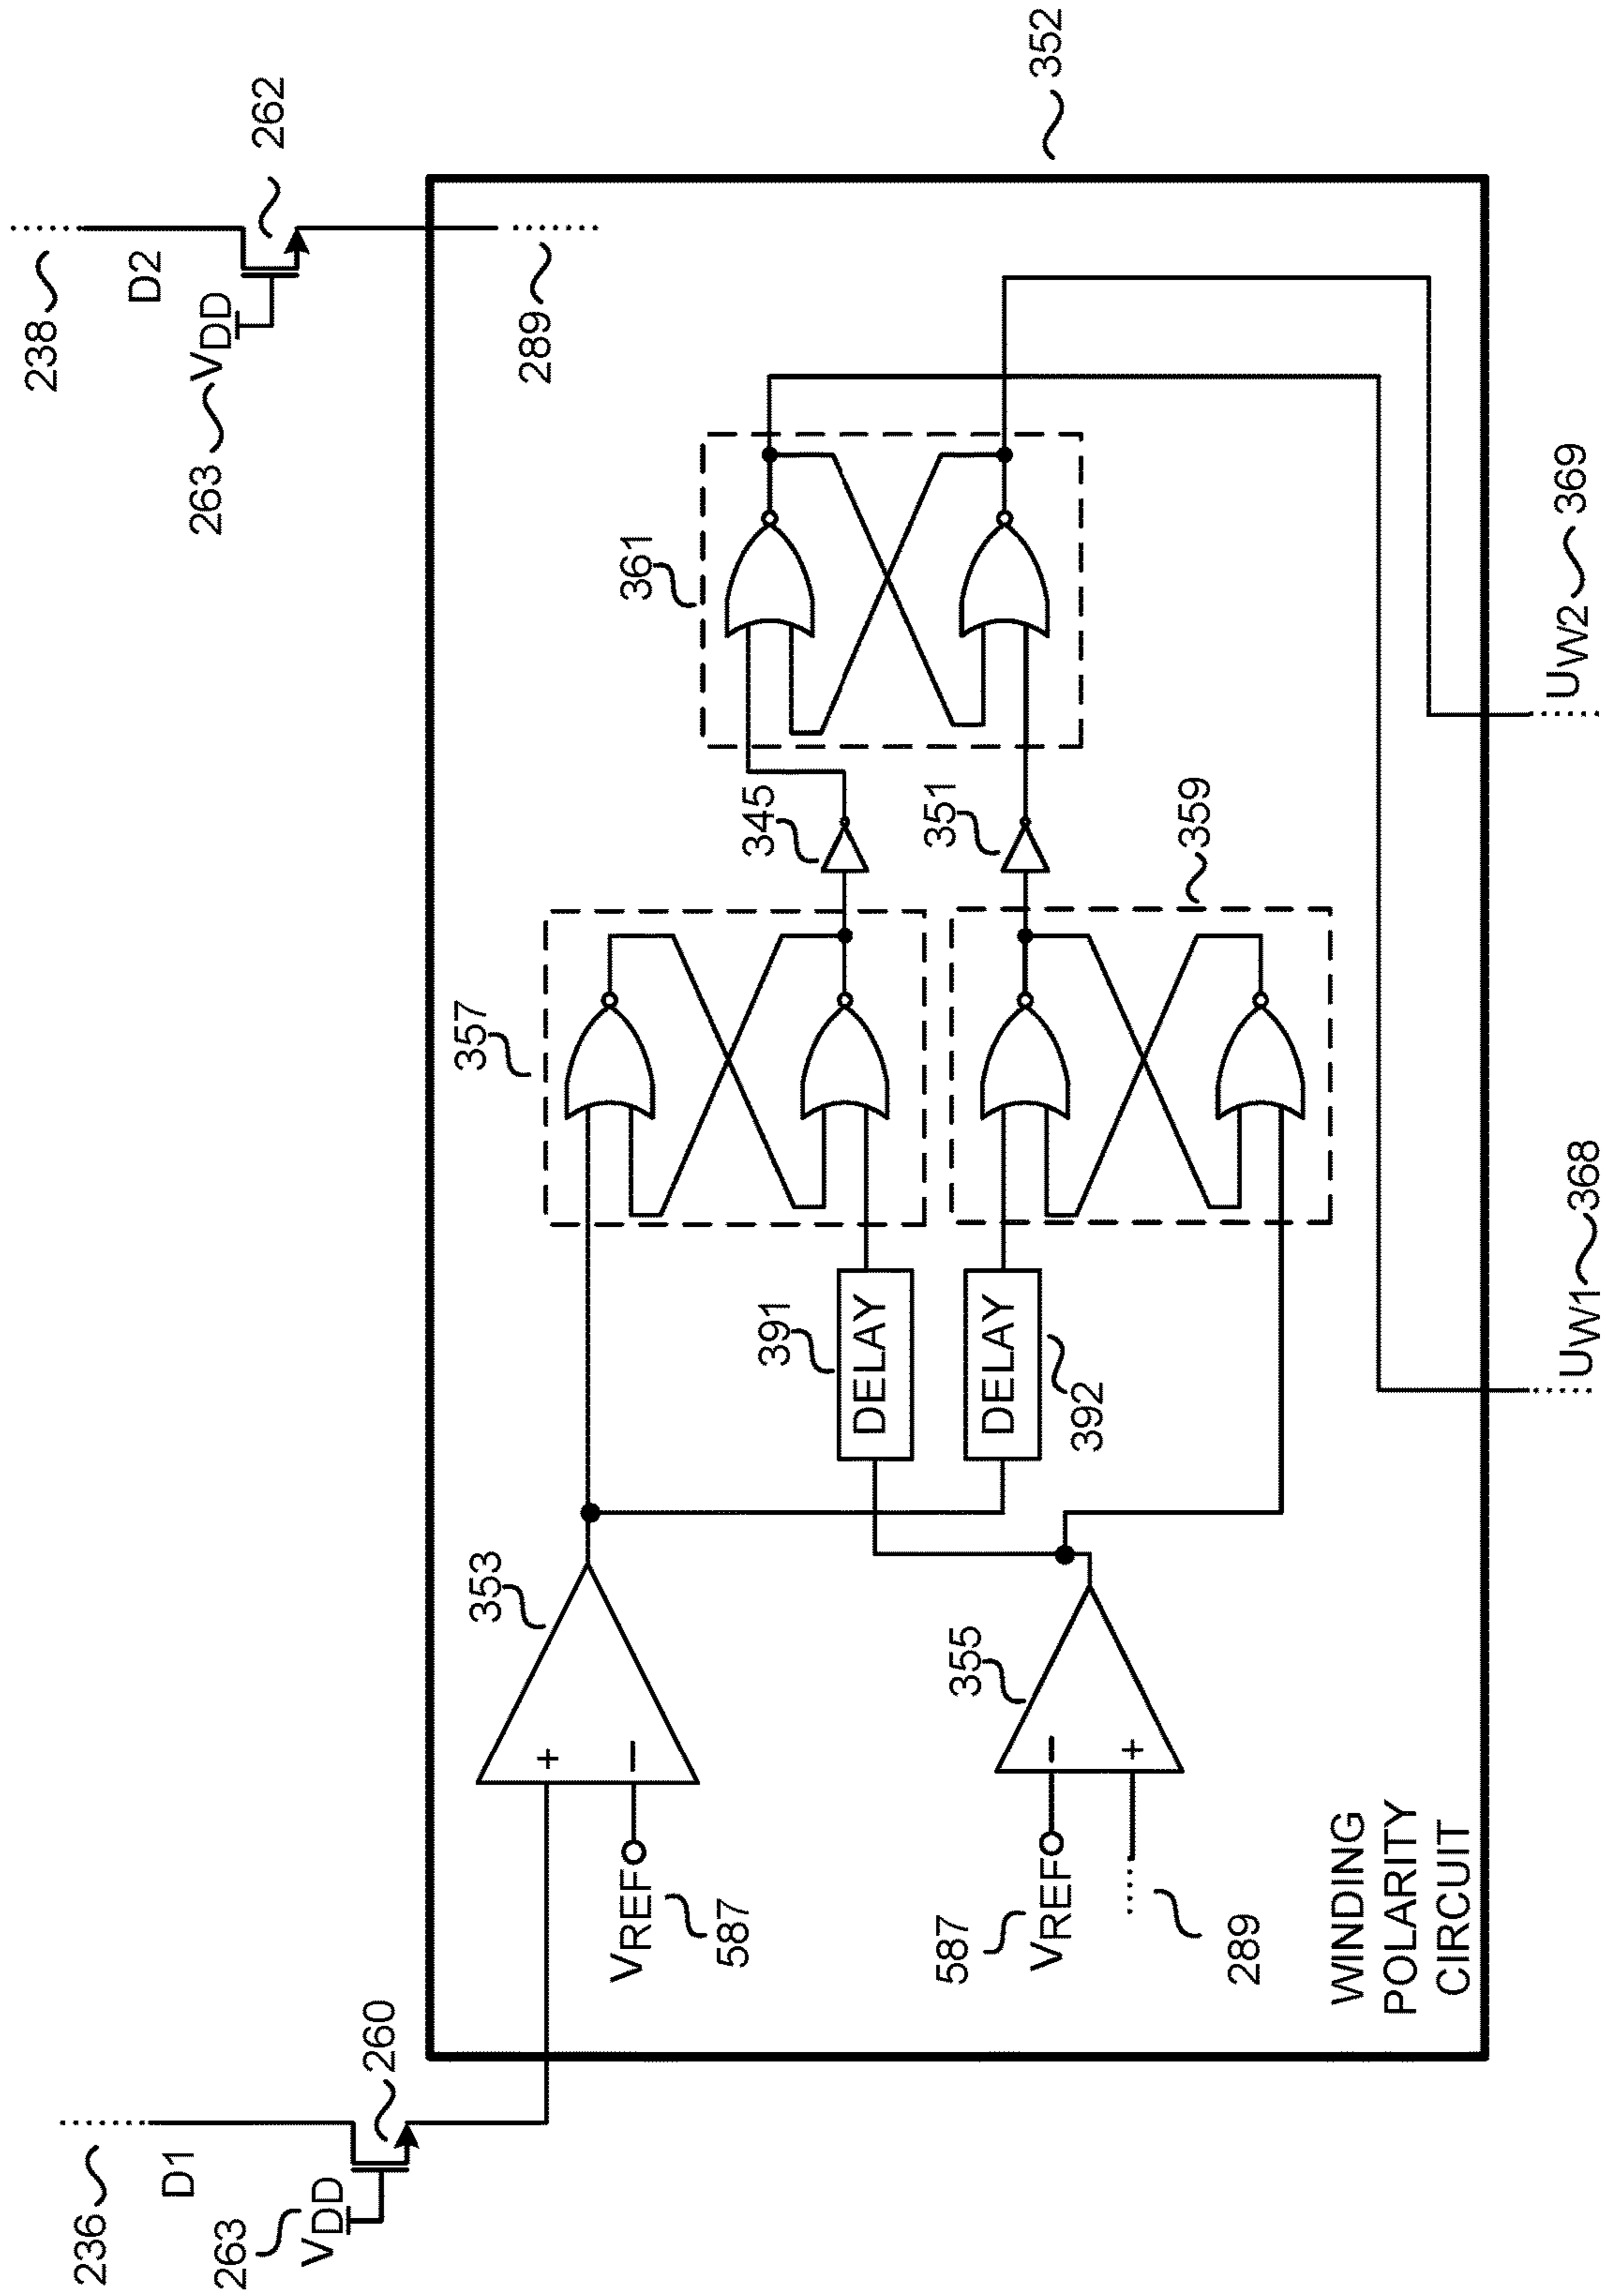 236
D1
263
VDD
260
238
D2
263
VDD
262
289
352
353
VREF
587
+
−
355
587
VREF
289
−
+
391
DELAY
DELAY
392
357
359
345
351
361
WINDING
POLARITY
CIRCUIT
UW1 368
UW2 369